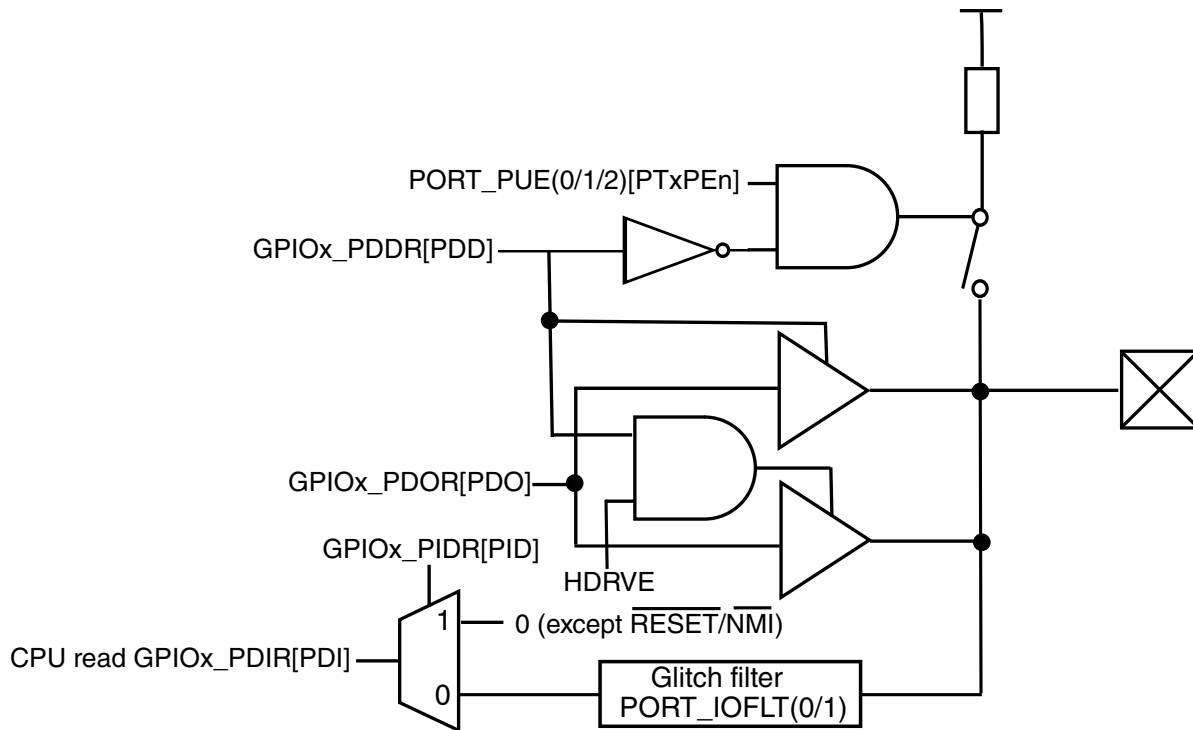 PORT_PUE(0/1/2)[PTxPEn]
GPIOx_PDDR[PDD]
GPIOx_PDOR[PDO]
GPIOx_PIDR[PID]
HDRVE
1
0 (except RESET/NMI)
CPU read GPIOx_PDIR[PDI]
0
Glitch filter
PORT_IOFLT(0/1)